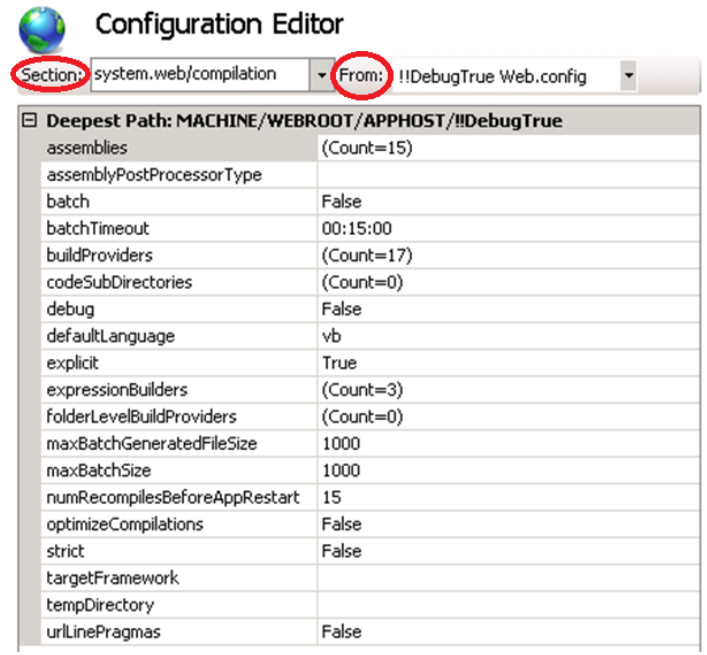 Configuration Editor
Section: system.web/compilation From: !!DebugTrue Web.config
Deepest Path: MACHINE/WEBROOT/APPHOST/!!DebugTrue
assemblies (Count=15)
assemblyPostProcessorType
batch False
batchTimeout 00:15:00
buildProviders (Count=17)
codeSubDirectories (Count=0)
debug False
defaultLanguage vb
explicit True
expressionBuilders (Count=3)
folderLevelBuildProviders (Count=0)
maxBatchGeneratedFileSize 1000
maxBatchSize 1000
numRecompilesBeforeAppRestart 15
optimizeCompilations False
strict False
targetFramework
tempDirectory
urlLinePragmas False